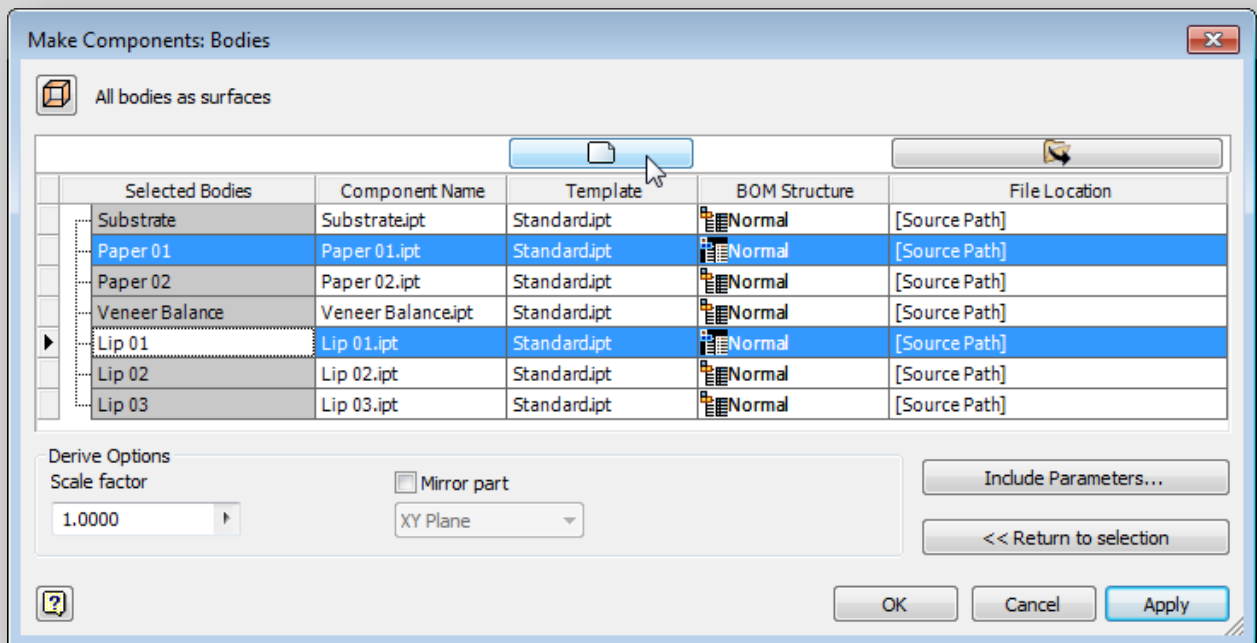 Make Components: Bodies
All bodies as surfaces
Selected Bodies Component Name Template BOM Structure File Location
Substrate Substrate.ipt Standard.ipt Normal [Source Path]
Paper 01 Paper 01.ipt Standard.ipt Normal [Source Path]
Paper 02 Paper 02.ipt Standard.ipt Normal [Source Path]
Veneer Balance Veneer Balance.ipt Standard.ipt Normal [Source Path]
Lip 01 Lip 01.ipt Standard.ipt Normal [Source Path]
Lip 02 Lip 02.ipt Standard.ipt Normal [Source Path]
Lip 03 Lip 03.ipt Standard.ipt Normal [Source Path]
Derive Options
Scale factor
1.0000
Mirror part
XY Plane
Include Parameters...
<< Return to selection
OK Cancel Apply